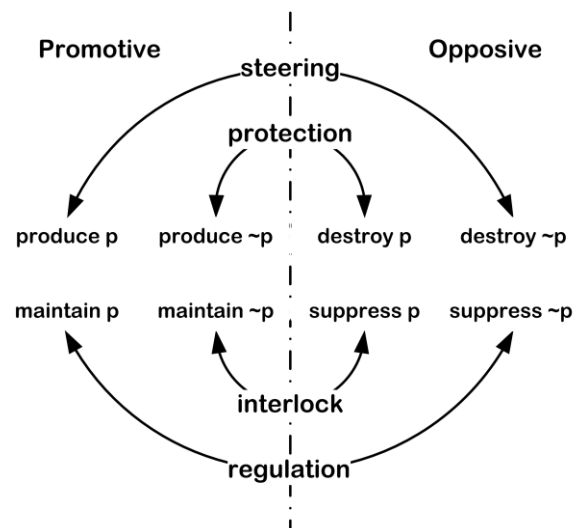 Promotive
Opposive
steering
protection
produce p
produce ~p
destroy p
destroy ~p
maintain p
maintain ~p
suppress p
suppress ~p
interlock
regulation